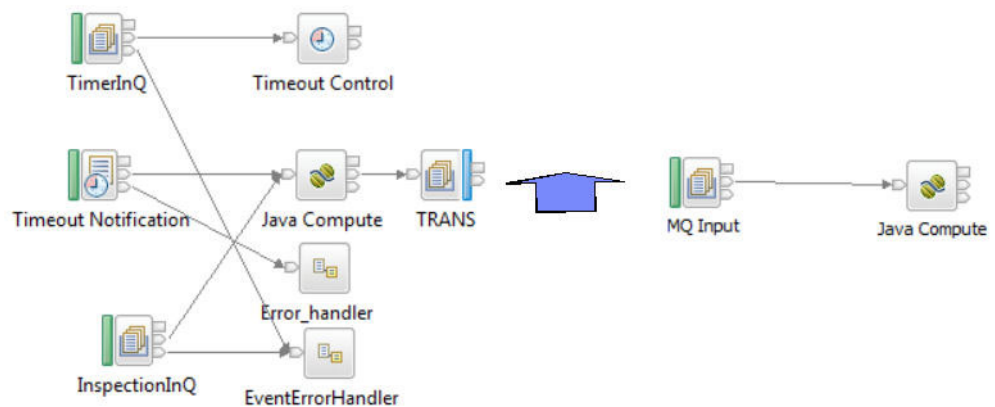 TimerInQ
Timeout Control
Timeout Notification
Java Compute
TRANS
MQ Input
Java Compute
Error_handler
InspectionInQ
EventErrorHandler